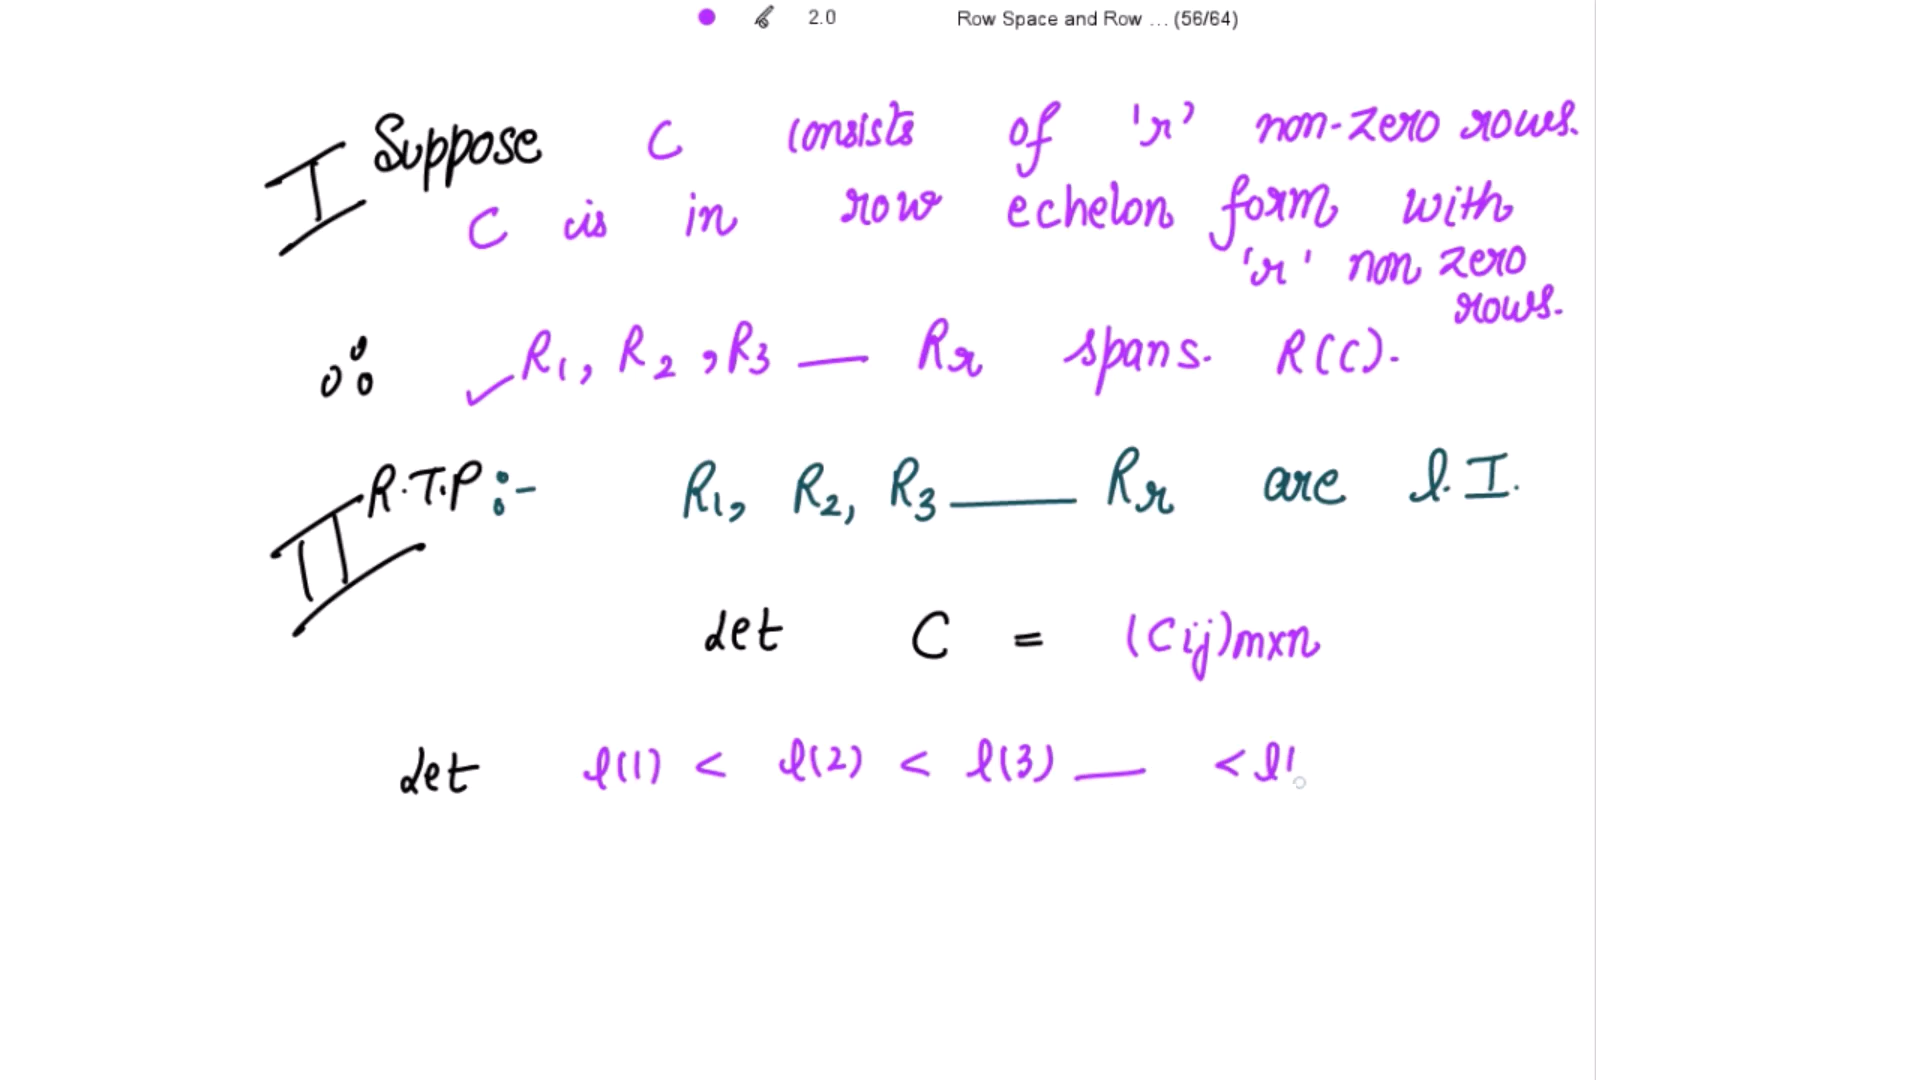 2.0 Row Space and Row ... (56/64)
I Suppose C consists of 'r' non-zero rows.
C is in row echelon form with
'r' non zero
rows.
∴ ✓R1, R2, R3 — Rr spans. R(C).
II R.T.P :- R1, R2, R3 — Rr are l.I.
Let C = (Cij)mxn
Let l(1) < l(2) < l(3) — < l(